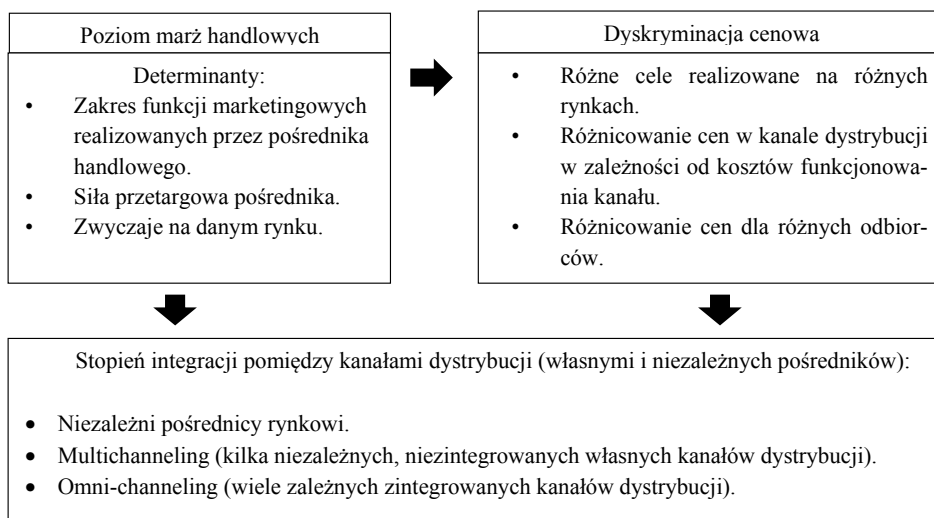 Poziom marż handlowych
Determinanty:
• Zakres funkcji marketingowych
realizowanych przez pośrednika
handlowego.
• Siła przetargowa pośrednika.
• Zwyczaje na danym rynku.
Dyskryminacja cenowa
• Różne cele realizowane na różnych
rynkach.
• Różnicowanie cen w kanale dystrybucji
w zależności od kosztów funkcjonowa-
nia kanału.
• Różnicowanie cen dla różnych odbior-
ców.
Stopień integracji pomiędzy kanałami dystrybucji (własnymi i niezależnych pośredników):
• Niezależni pośrednicy rynkowi.
• Multichanneling (kilka niezależnych, niezintegrowanych własnych kanałów dystrybucji).
• Omni-channeling (wiele zależnych zintegrowanych kanałów dystrybucji).